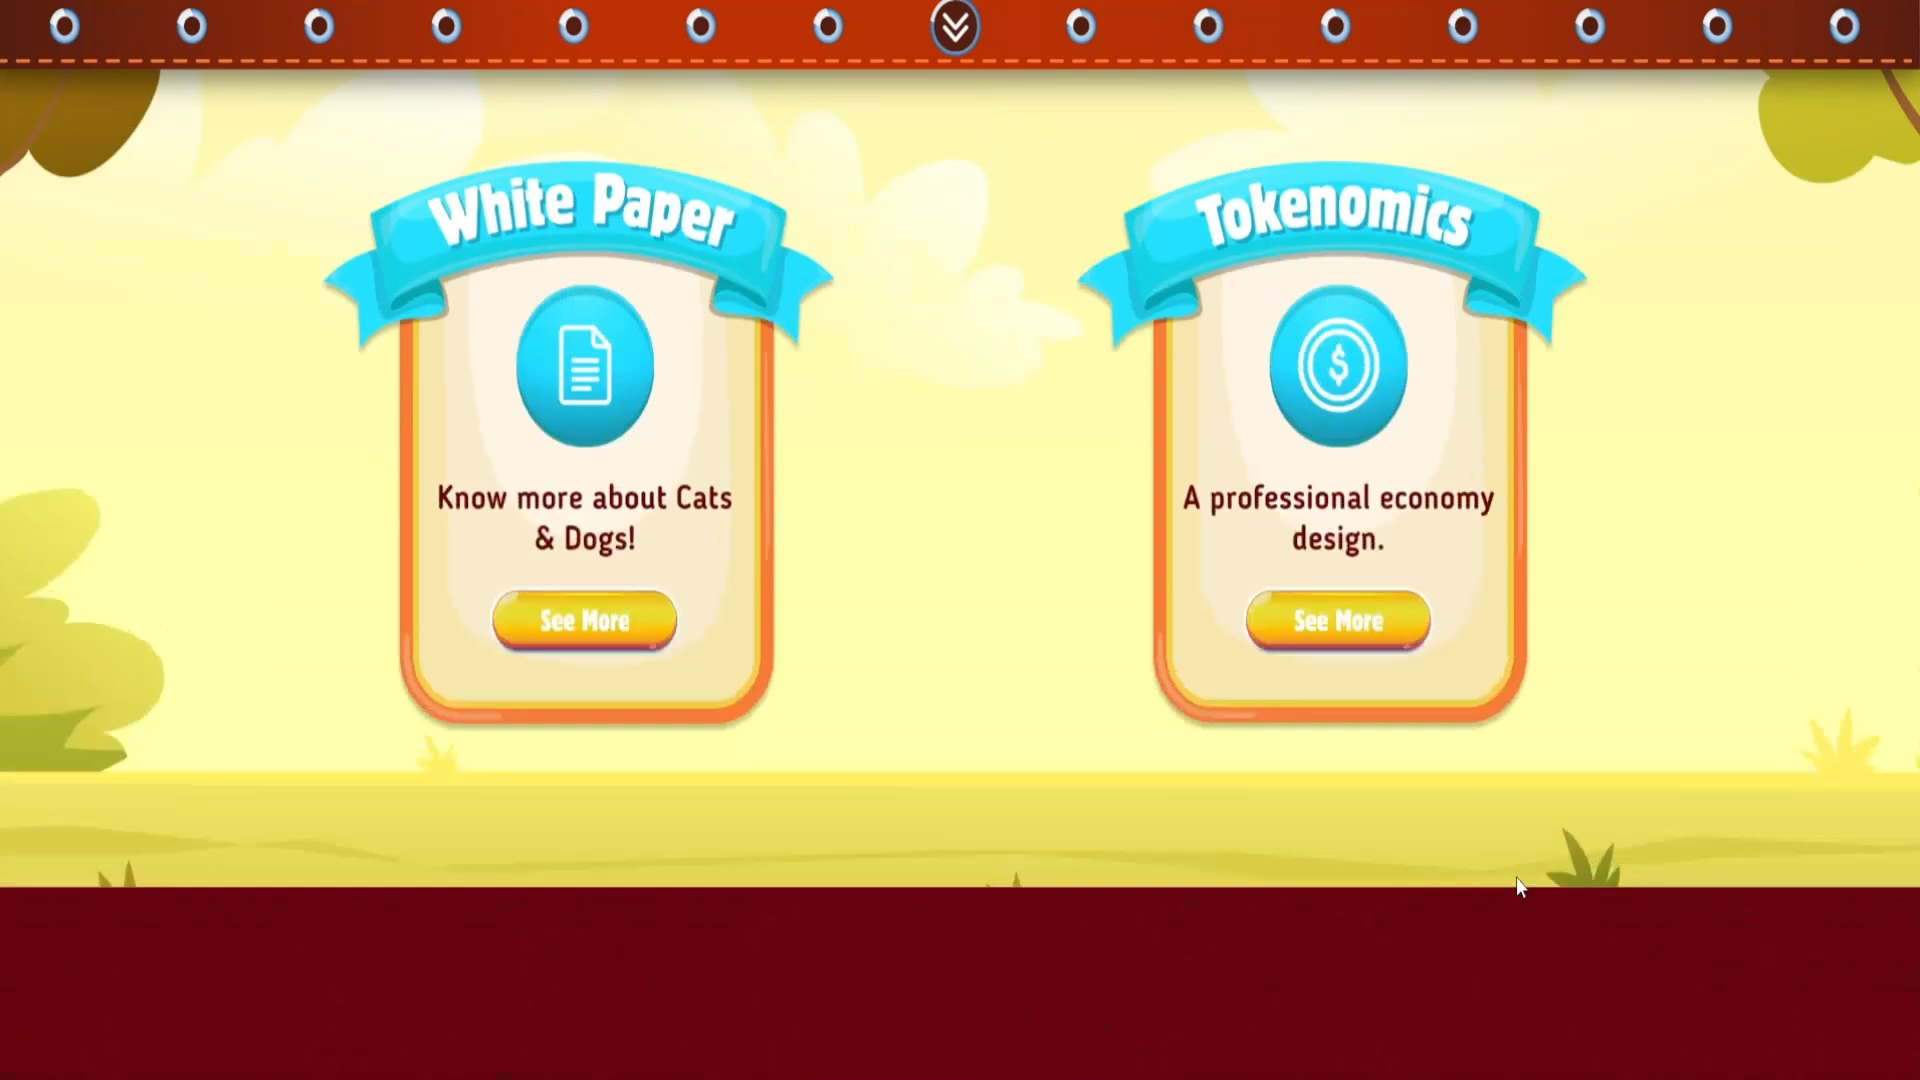 White Paper
Know more about Cats
& Dogs!
See More
Tokenomics
A professional economy
design.
See More